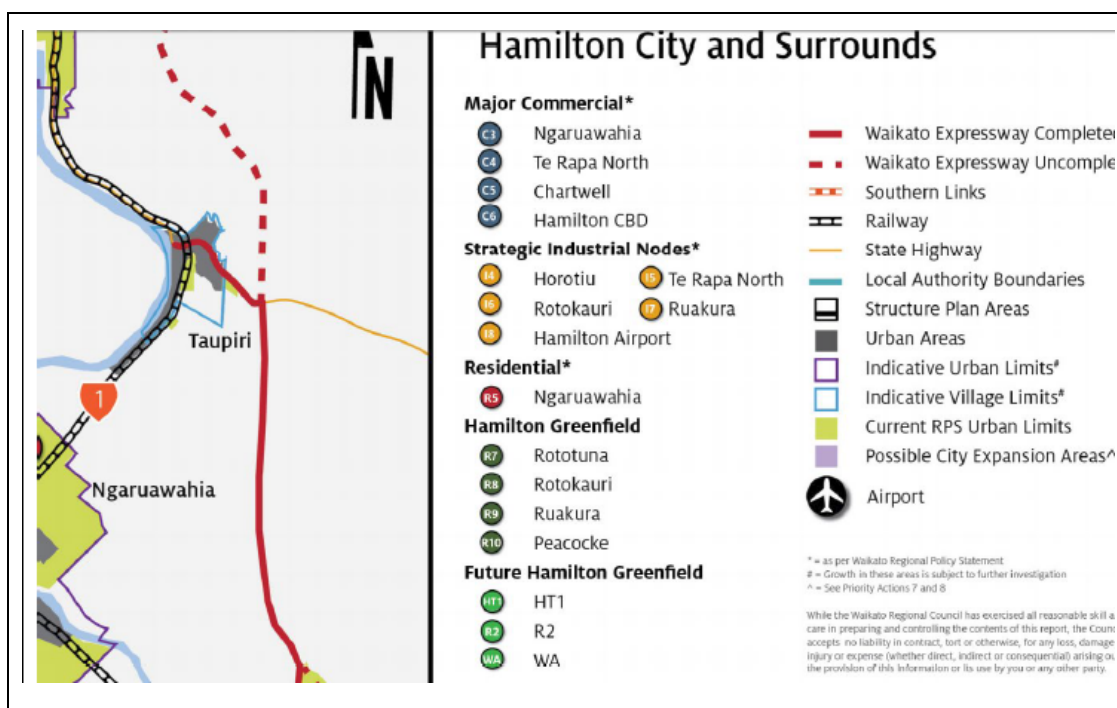 Hamilton City and Surrounds
N
Taupiri
1
Ngaruawahia
Major Commercial*
C3 Ngaruawahia
C4 Te Rapa North
C5 Chartwell
C6 Hamilton CBD
Strategic Industrial Nodes*
I4 Horotiu I5 Te Rapa North
I6 Rotokauri I7 Ruakura
I8 Hamilton Airport
Residential*
R5 Ngaruawahia
Hamilton Greenfield
R7 Rototuna
R8 Rotokauri
R9 Ruakura
R10 Peacocke
Future Hamilton Greenfield
HT1 HT1
R2 R2
WA WA
Waikato Expressway Complete
Waikato Expressway Uncomple
Southern Links
Railway
State Highway
Local Authority Boundaries
Structure Plan Areas
Urban Areas
Indicative Urban Limits#
Indicative Village Limits#
Current RPS Urban Limits
Possible City Expansion Areas^
Airport
* = as per Waikato Regional Policy Statement
# = Growth in these areas is subject to further investigation
^ = See Priority Actions 7 and 8
While the Waikato Regional Council has exercised all reasonable skill a
care in preparing and controlling the contents of this report, the Counc
accepts no liability in contract, tort or otherwise, for any loss, damage
injury or expense (whether direct, indirect or consequential) arising ou
the provision of this information or its use by you or any other party.